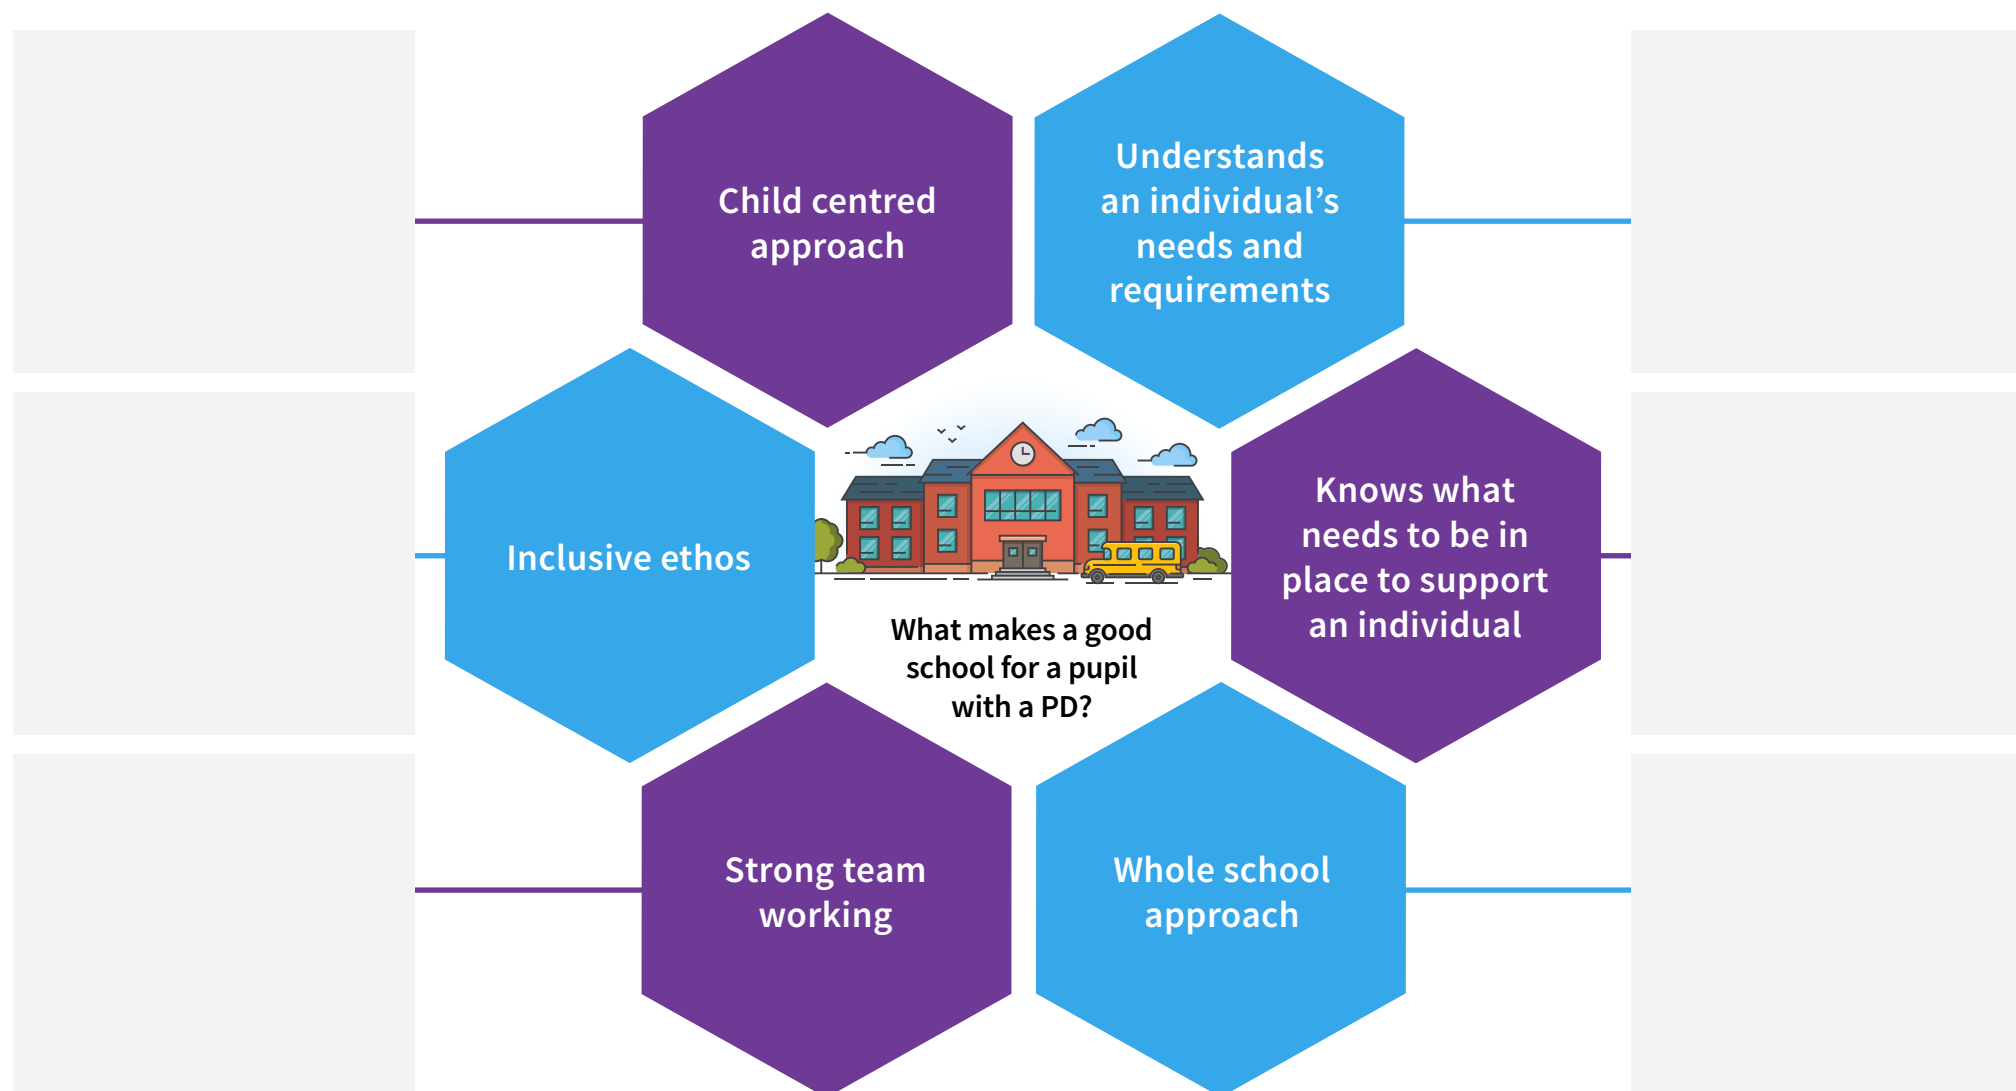 Child centred
approach
Understands
an individual’s
needs and
requirements
Inclusive ethos
Knows what
needs to be in
place to support
an individual
What makes a good
school for a pupil
with a PD?
Strong team
working
Whole school
approach